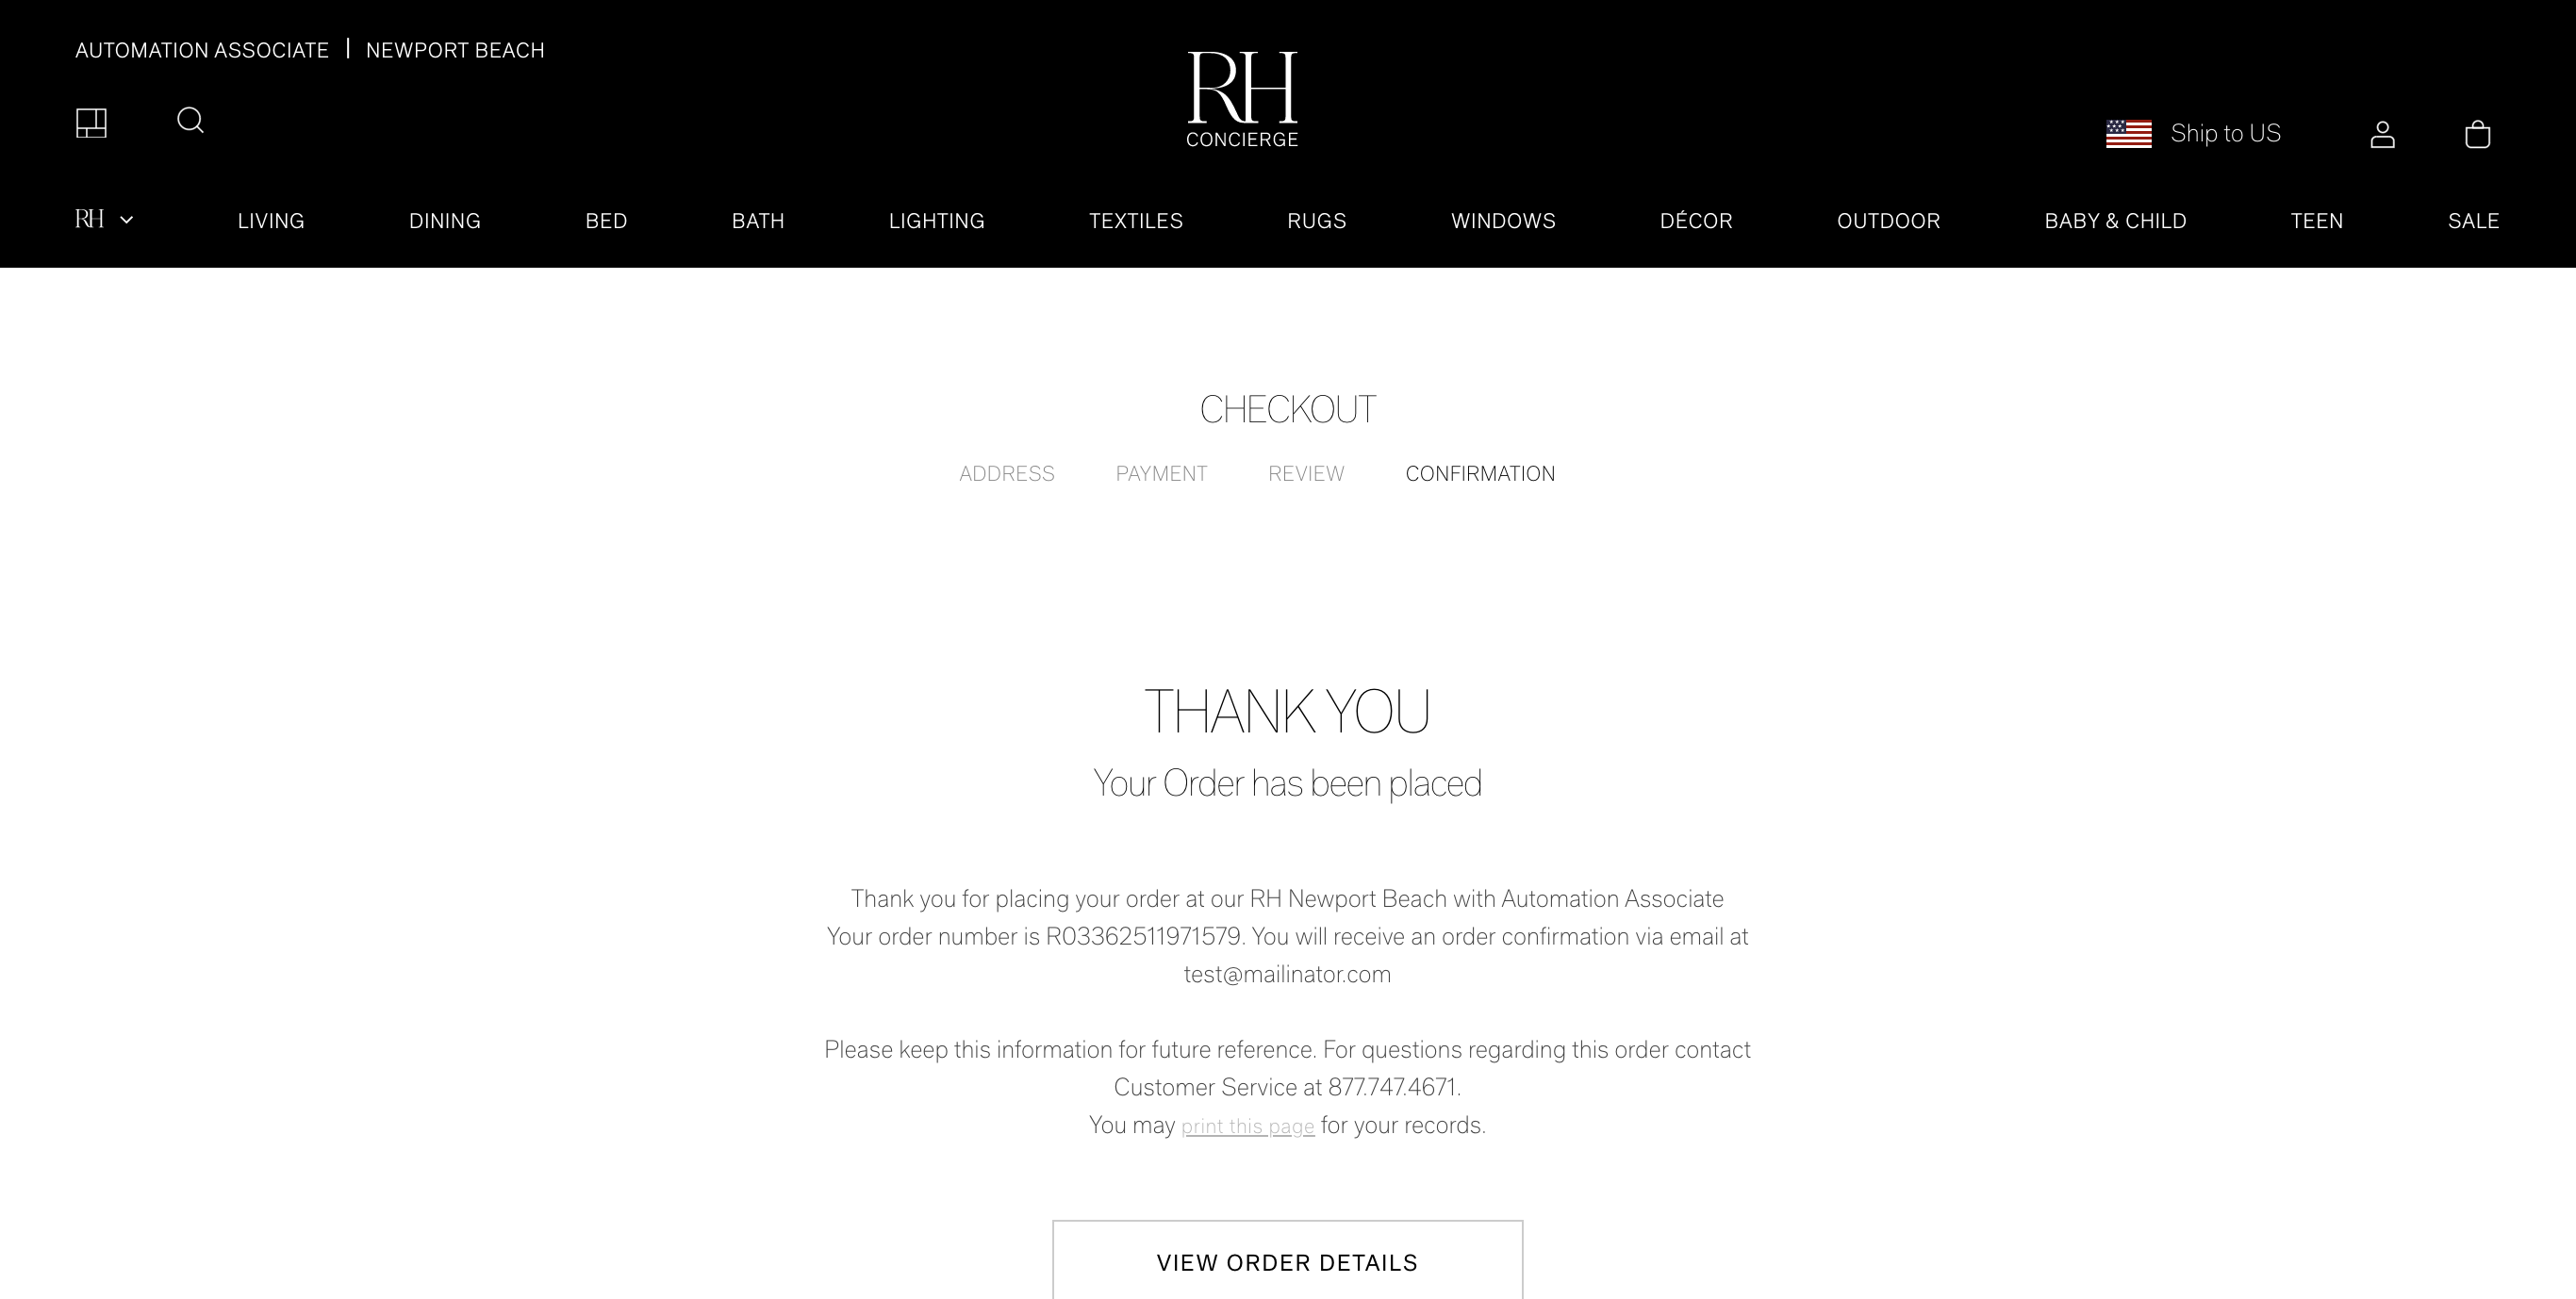 AUTOMATION ASSOCIATE | NEWPORT BEACH
RH
CONCIERGE
Ship to US
RH LIVING DINING BED BATH LIGHTING TEXTILES RUGS WINDOWS DÉCOR OUTDOOR BABY & CHILD TEEN SALE
CHECKOUT
ADDRESS PAYMENT REVIEW CONFIRMATION
THANK YOU
Your Order has been placed
Thank you for placing your order at our RH Newport Beach with Automation Associate
Your order number is R03362511971579. You will receive an order confirmation via email at
test@mailinator.com
Please keep this information for future reference. For questions regarding this order contact
Customer Service at 877.747.4671.
You may print this page for your records.
VIEW ORDER DETAILS